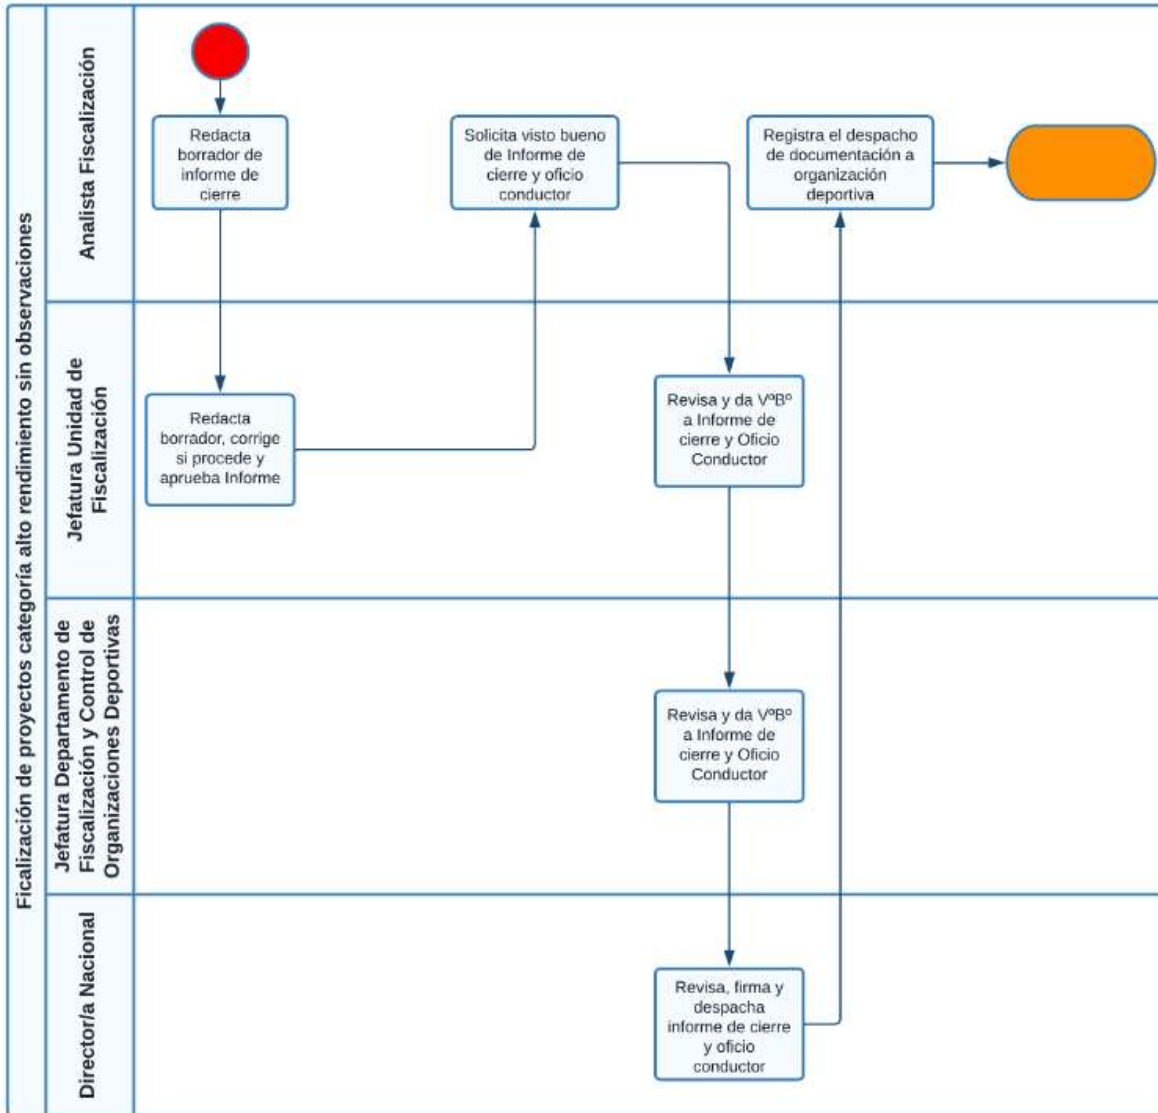 Ficalización de proyectos categoría alto rendimiento sin observaciones
Analista Fiscalización
Redacta
borrador de
informe de
cierre
Solicita visto bueno
de Informe de
cierre y oficio
conductor
Registra el despacho
de documentación a
organización
deportiva
Jefatura Unidad de
Fiscalización
Redacta
borrador, corrige
si procede y
aprueba Informe
Revisa y da VºBº
a Informe de
cierre y Oficio
Conductor
Jefatura Departamento de
Fiscalización y Control de
Organizaciones Deportivas
Revisa y da VºBº
a Informe de
cierre y Oficio
Conductor
Director/a Nacional
Revisa, firma y
despacha
informe de cierre
y oficio
conductor